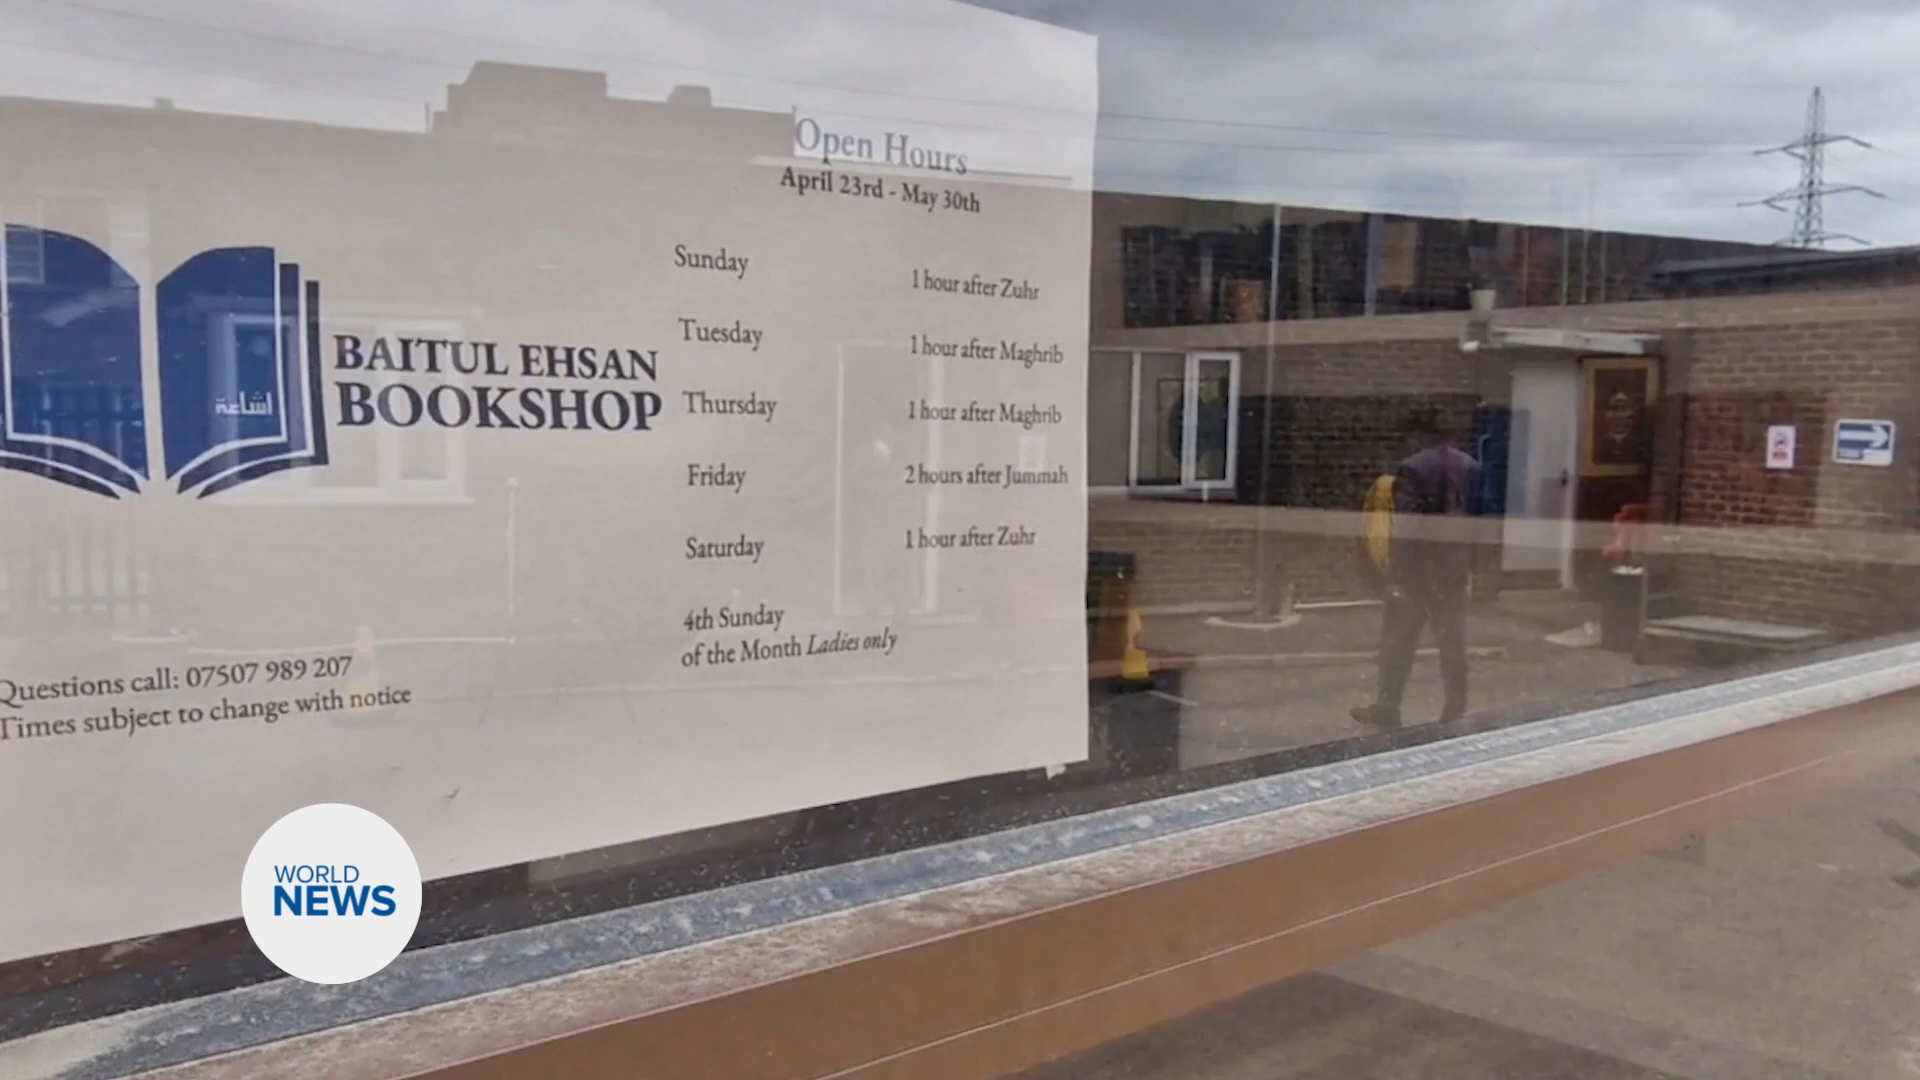 Open Hours
April 23rd - May 30th
Sunday 1 hour after Zuhr
Tuesday 1 hour after Maghrib
Thursday 1 hour after Maghrib
Friday 2 hours after Jummah
Saturday 1 hour after Zuhr
4th Sunday
of the Month Ladies only
اشاعة
BAITUL EHSAN
BOOKSHOP
Questions call: 07507 989 207
Times subject to change with notice
WORLD
NEWS